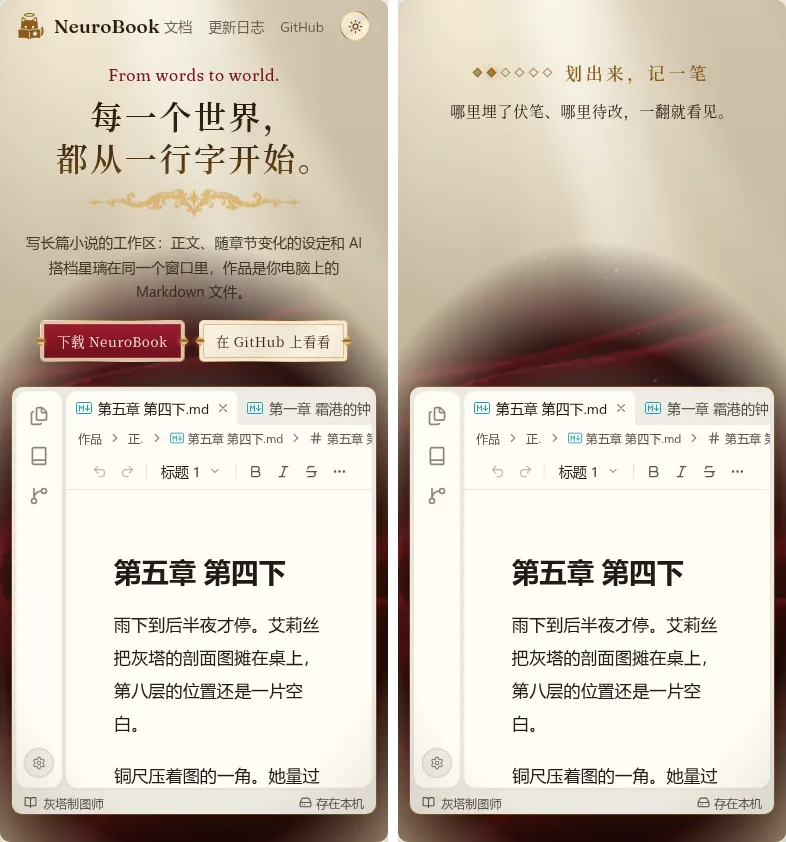 NeuroBook 文档 更新日志 GitHub
From words to world.
每一个世界，
都从一行字开始。
写长篇小说的工作区：正文、随章节变化的设定和 AI
搭档星璃在同一个窗口里，作品是你电脑上的
Markdown 文件。
下载 NeuroBook 在 GitHub 上看看
第五章 第四下.md 第一章 霜港的钟
作品 正. 第五章 第四下.md # 第五章 第
标题 1 B I S ···
第五章 第四下
雨下到后半夜才停。艾莉丝
把灰塔的剖面图摊在桌上，
第八层的位置还是一片空
白。
铜尺压着图的一角。她量过
灰塔制图师 存在本机
划出来，记一笔
哪里埋了伏笔、哪里待改，一翻就看见。
第五章 第四下.md 第一章 霜港的钟
作品 正. 第五章 第四下.md # 第五章 第
标题 1 B I S ···
第五章 第四下
雨下到后半夜才停。艾莉丝
把灰塔的剖面图摊在桌上，
第八层的位置还是一片空
白。
铜尺压着图的一角。她量过
灰塔制图师 存在本机